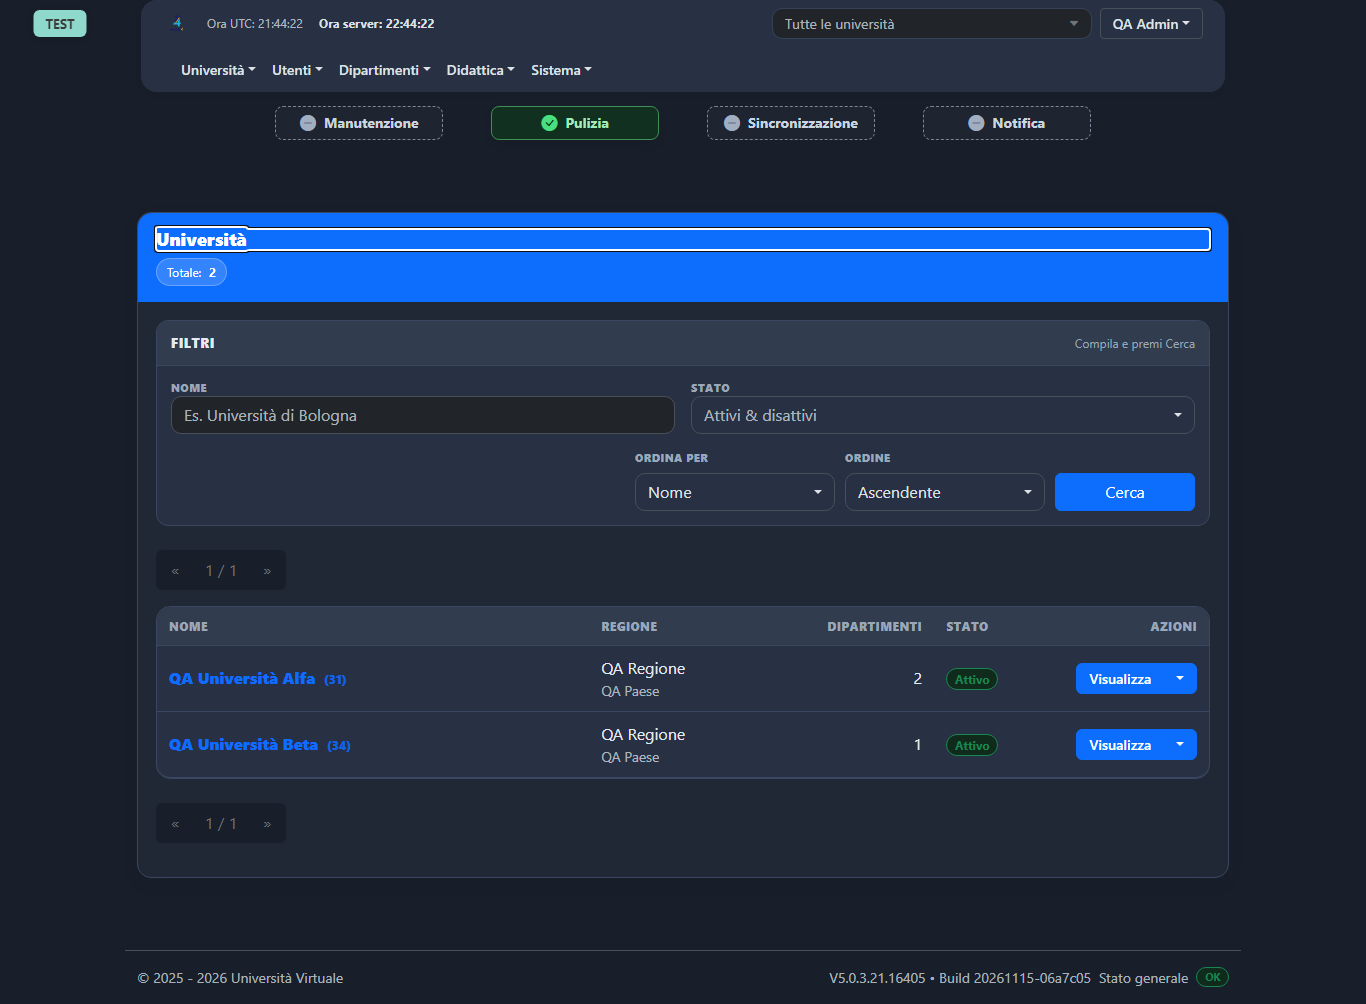 TEST
Ora UTC: 21:44:22 Ora server: 22:44:22
Tutte le università
QA Admin
Università Utenti Dipartimenti Didattica Sistema
Manutenzione Pulizia Sincronizzazione Notifica
Università
Totale: 2
FILTRI
Compila e premi Cerca
NOME STATO
Es. Università di Bologna Attivi & disattivi
ORDINA PER ORDINE
Nome Ascendente Cerca
« 1 / 1 »
NOME REGIONE DIPARTIMENTI STATO AZIONI
QA Università Alfa (31) QA Regione 2 Attivo Visualizza
QA Paese
QA Università Beta (34) QA Regione 1 Attivo Visualizza
QA Paese
« 1 / 1 »
© 2025 - 2026 Università Virtuale
V5.0.3.21.16405 • Build 20261115-06a7c05 Stato generale OK